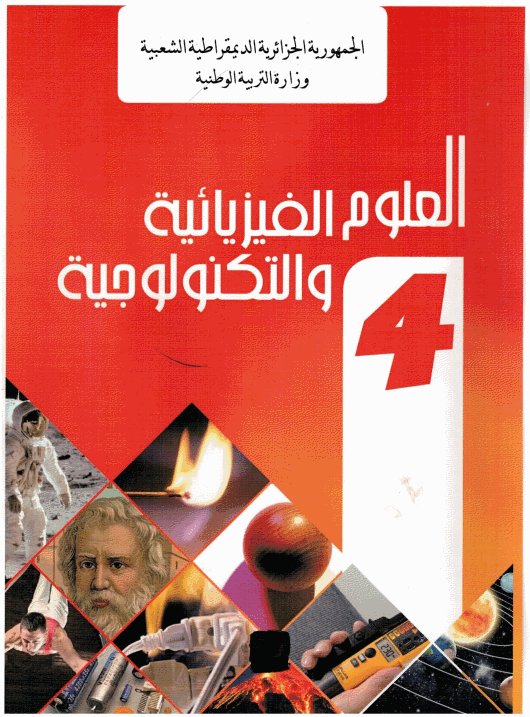 الجمهورية الجزائرية الديمقراطية الشعبية
وزارة التربية الوطنية
العلوم الفيزيائية
والتكنولوجية
4